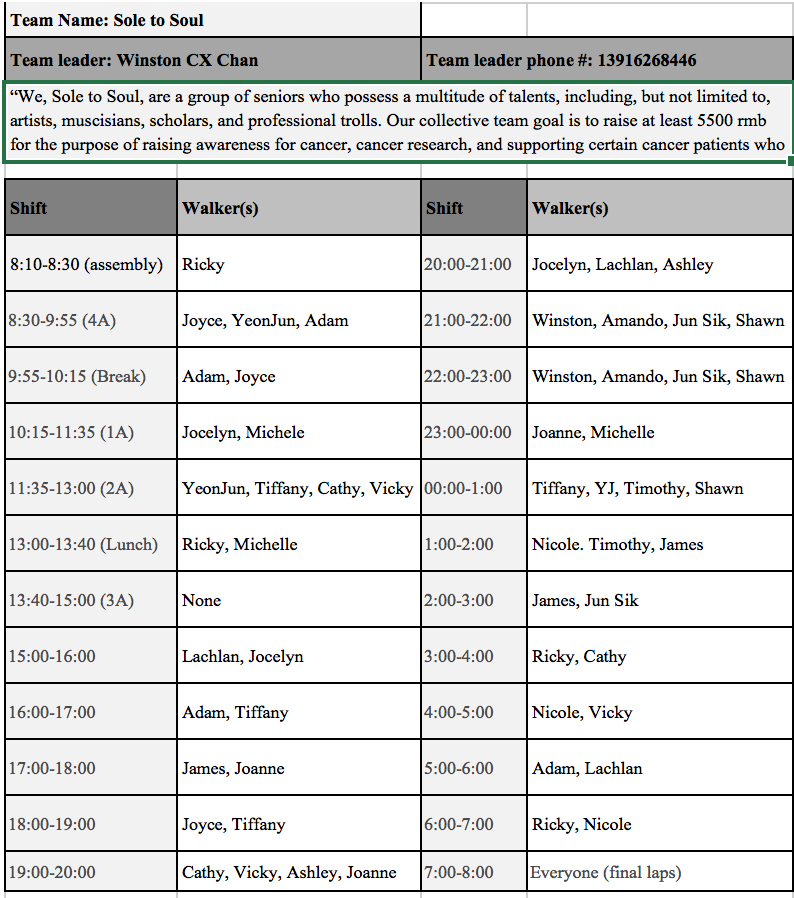 Team Name: Sole to Soul
Team leader: Winston CX Chan Team leader phone #: 13916268446
“We, Sole to Soul, are a group of seniors who possess a multitude of talents, including, but not limited to,
artists, muscisians, scholars, and professional trolls. Our collective team goal is to raise at least 5500 rmb
for the purpose of raising awareness for cancer, cancer research, and supporting certain cancer patients who
Shift Walker(s) Shift Walker(s)
8:10-8:30 (assembly) Ricky 20:00-21:00 Jocelyn, Lachlan, Ashley
8:30-9:55 (4A) Joyce, YeonJun, Adam 21:00-22:00 Winston, Amando, Jun Sik, Shawn
9:55-10:15 (Break) Adam, Joyce 22:00-23:00 Winston, Amando, Jun Sik, Shawn
10:15-11:35 (1A) Jocelyn, Michele 23:00-00:00 Joanne, Michelle
11:35-13:00 (2A) YeonJun, Tiffany, Cathy, Vicky 00:00-1:00 Tiffany, YJ, Timothy, Shawn
13:00-13:40 (Lunch) Ricky, Michelle 1:00-2:00 Nicole. Timothy, James
13:40-15:00 (3A) None 2:00-3:00 James, Jun Sik
15:00-16:00 Lachlan, Jocelyn 3:00-4:00 Ricky, Cathy
16:00-17:00 Adam, Tiffany 4:00-5:00 Nicole, Vicky
17:00-18:00 James, Joanne 5:00-6:00 Adam, Lachlan
18:00-19:00 Joyce, Tiffany 6:00-7:00 Ricky, Nicole
19:00-20:00 Cathy, Vicky, Ashley, Joanne 7:00-8:00 Everyone (final laps)